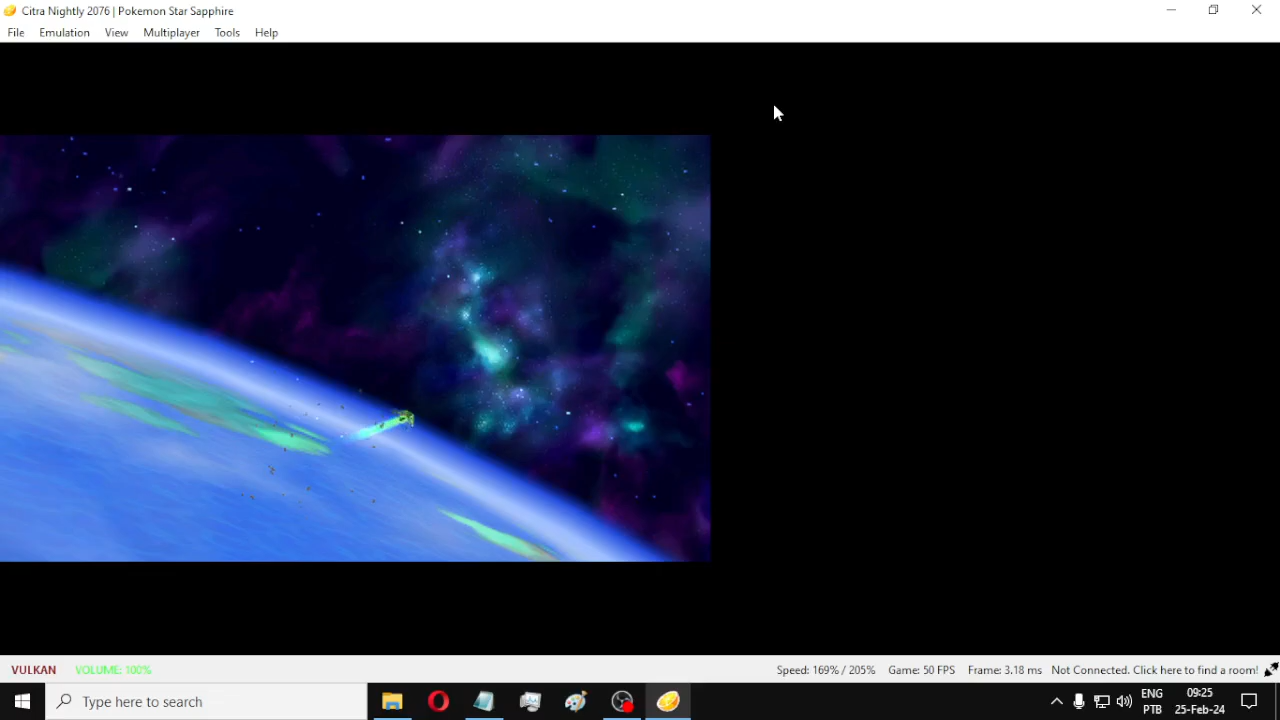 Citra Nightly 2076 | Pokemon Star Sapphire
File Emulation View Multiplayer Tools Help
VULKAN VOLUME: 100% Speed: 169% / 205% Game: 50 FPS Frame: 3.18 ms Not Connected. Click here to find a room!
Type here to search
ENG 09:25
PTB 25-Feb-24